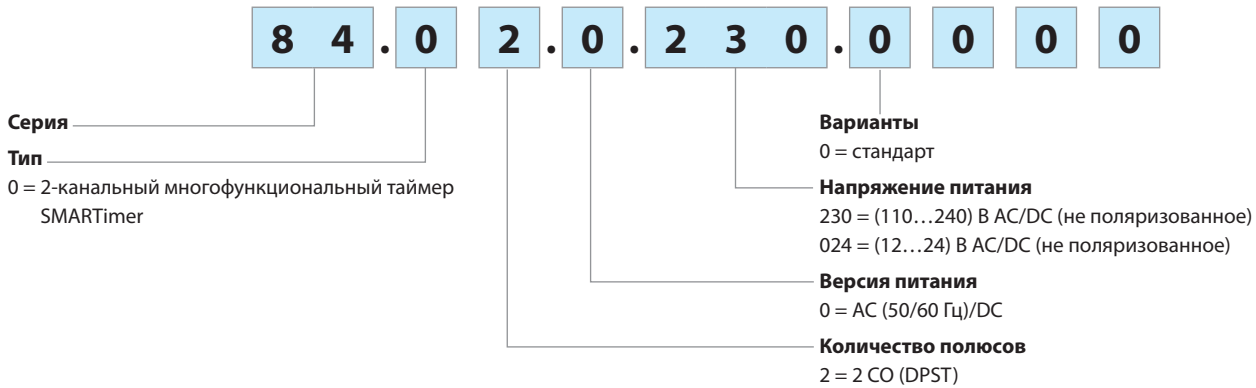 8 4 . 0 2 . 0 . 2 3 0 . 0 0 0 0
Серия
Тип
0 = 2-канальный многофункциональный таймер
SMARTimer
Варианты
0 = стандарт
Напряжение питания
230 = (110…240) В AC/DC (не поляризованное)
024 = (12…24) В AC/DC (не поляризованное)
Версия питания
0 = AC (50/60 Гц)/DC
Количество полюсов
2 = 2 CO (DPST)